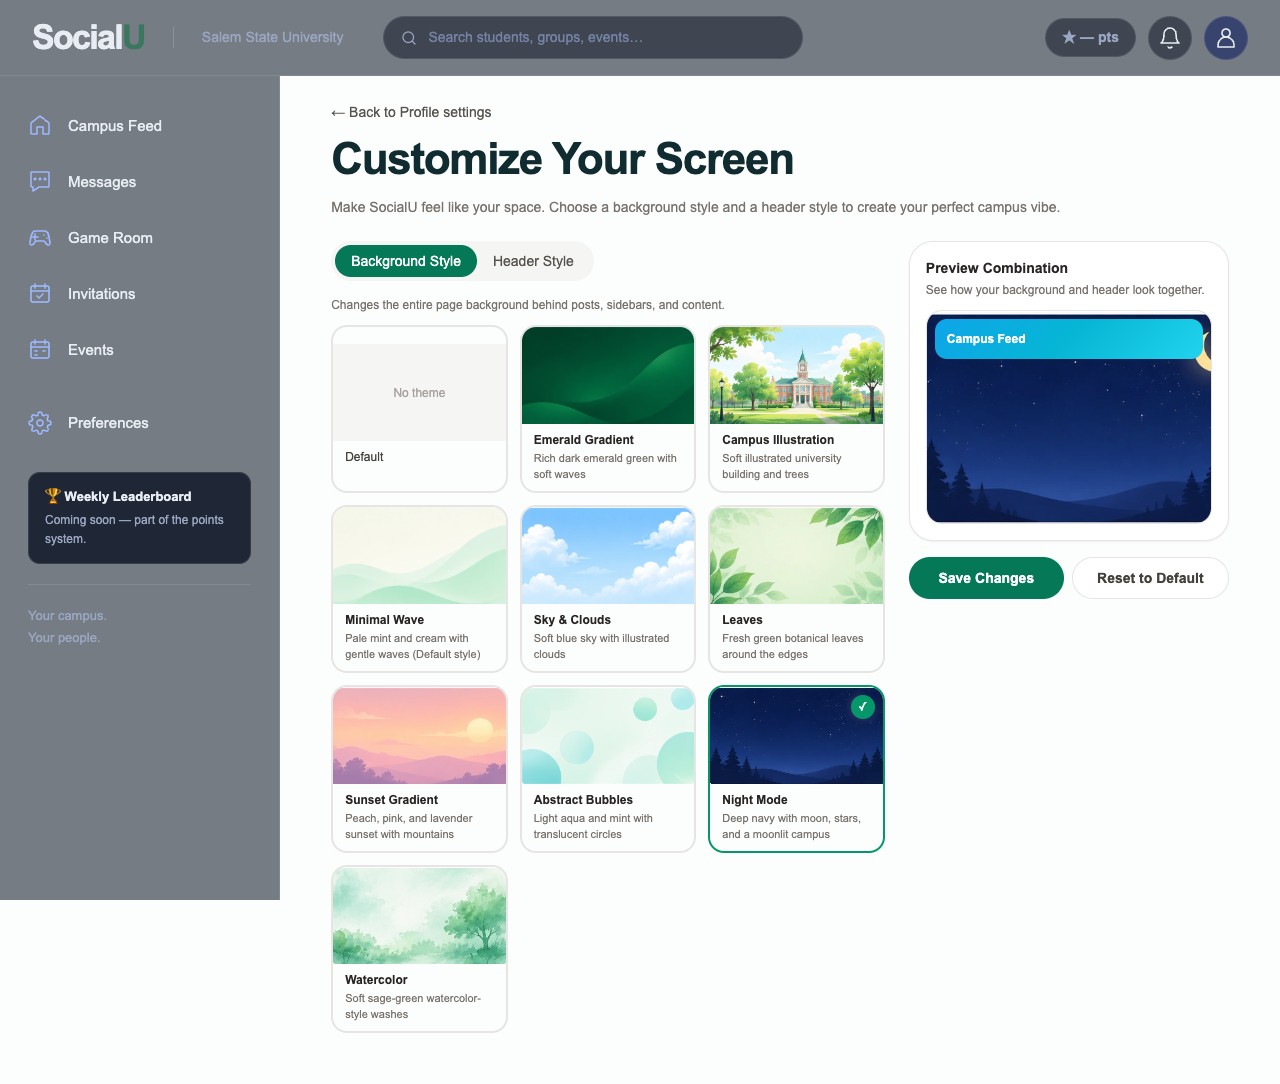 SocialU
Salem State University
Search students, groups, events…
★ — pts
Campus Feed
Messages
Game Room
Invitations
Events
Preferences
🏆 Weekly Leaderboard
Coming soon — part of the points
system.
Your campus.
Your people.
← Back to Profile settings
Customize Your Screen
Make SocialU feel like your space. Choose a background style and a header style to create your perfect campus vibe.
Background Style
Header Style
Changes the entire page background behind posts, sidebars, and content.
No theme
Default
Emerald Gradient
Rich dark emerald green with
soft waves
Campus Illustration
Soft illustrated university
building and trees
Minimal Wave
Pale mint and cream with
gentle waves (Default style)
Sky & Clouds
Soft blue sky with illustrated
clouds
Leaves
Fresh green botanical leaves
around the edges
Sunset Gradient
Peach, pink, and lavender
sunset with mountains
Abstract Bubbles
Light aqua and mint with
translucent circles
✓
Night Mode
Deep navy with moon, stars,
and a moonlit campus
Watercolor
Soft sage-green watercolor-
style washes
Preview Combination
See how your background and header look together.
Campus Feed
Save Changes
Reset to Default